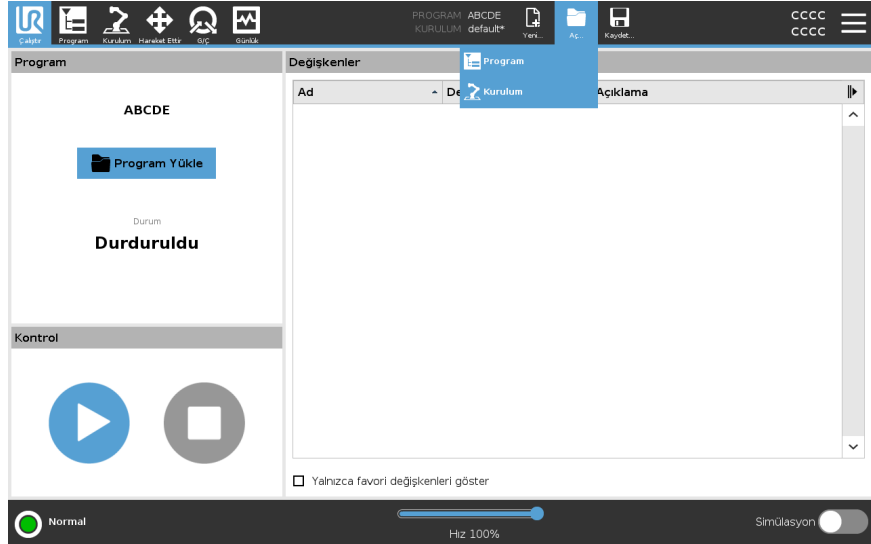 PROGRAM ABCDE
KURULUM default*
CCCC
CCCC
Çalıştır Program Kurulum Hareket Ettir G/Ç Günlük Yeni... Aç... Kaydet...
Program
Kurulum
Program
Değişkenler
Ad De Açıklama
ABCDE
Program Yükle
Durum
Durduruldu
Kontrol
Yalnızca favori değişkenleri göster
Normal
Hız 100%
Simülasyon